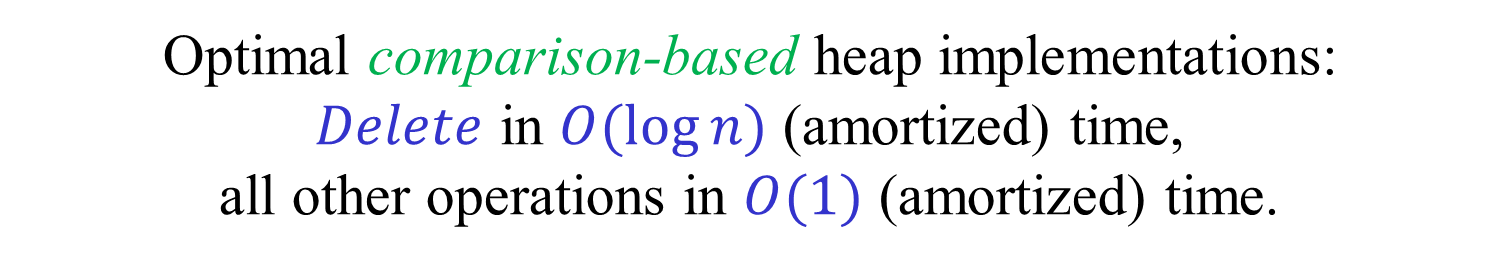 Optimal comparison-based heap implementations:
Delete in O(log n) (amortized) time,
all other operations in O(1) (amortized) time.